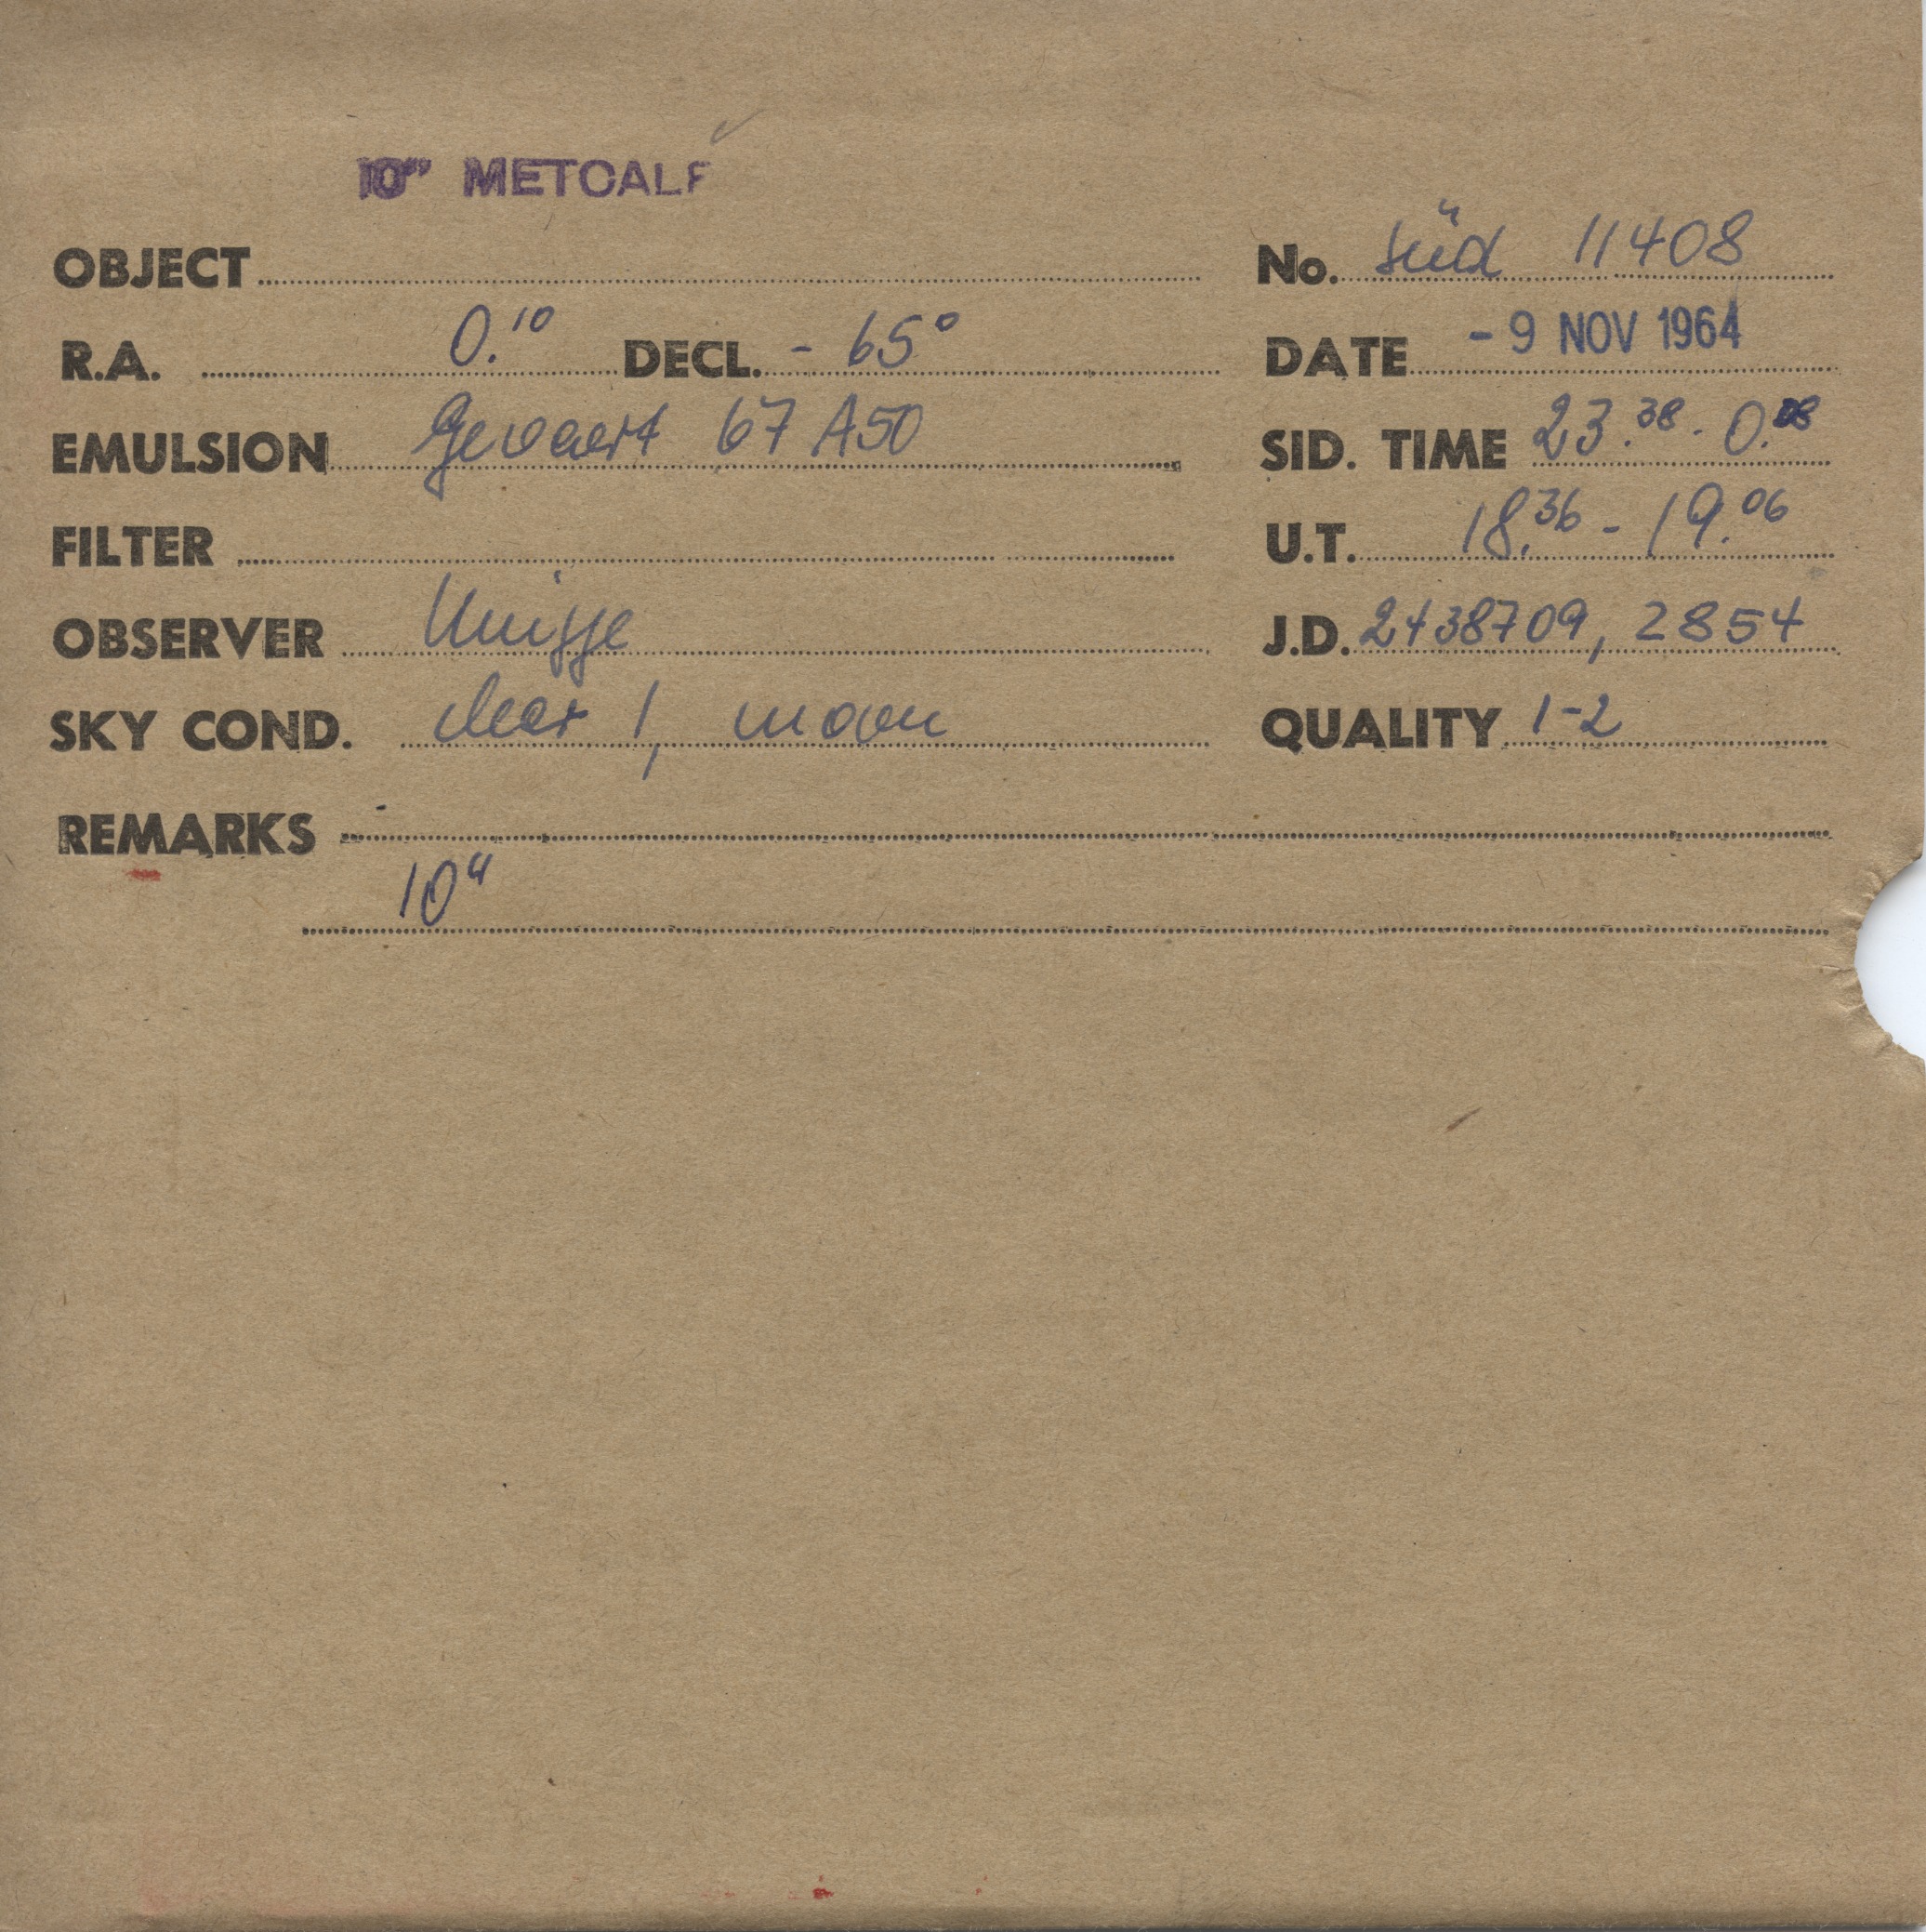 10" METCALF
OBJECT No. Süd 11408
R.A. 0.10 DECL. - 65° DATE - 9 NOV 1964
EMULSION Gevaert 67 A50 SID. TIME 23.38 - 0.08
FILTER U.T. 18.36 - 19.06
OBSERVER J.D. 2438709, 2854
SKY COND. clear 1, moon QUALITY 1-2
REMARKS
10"